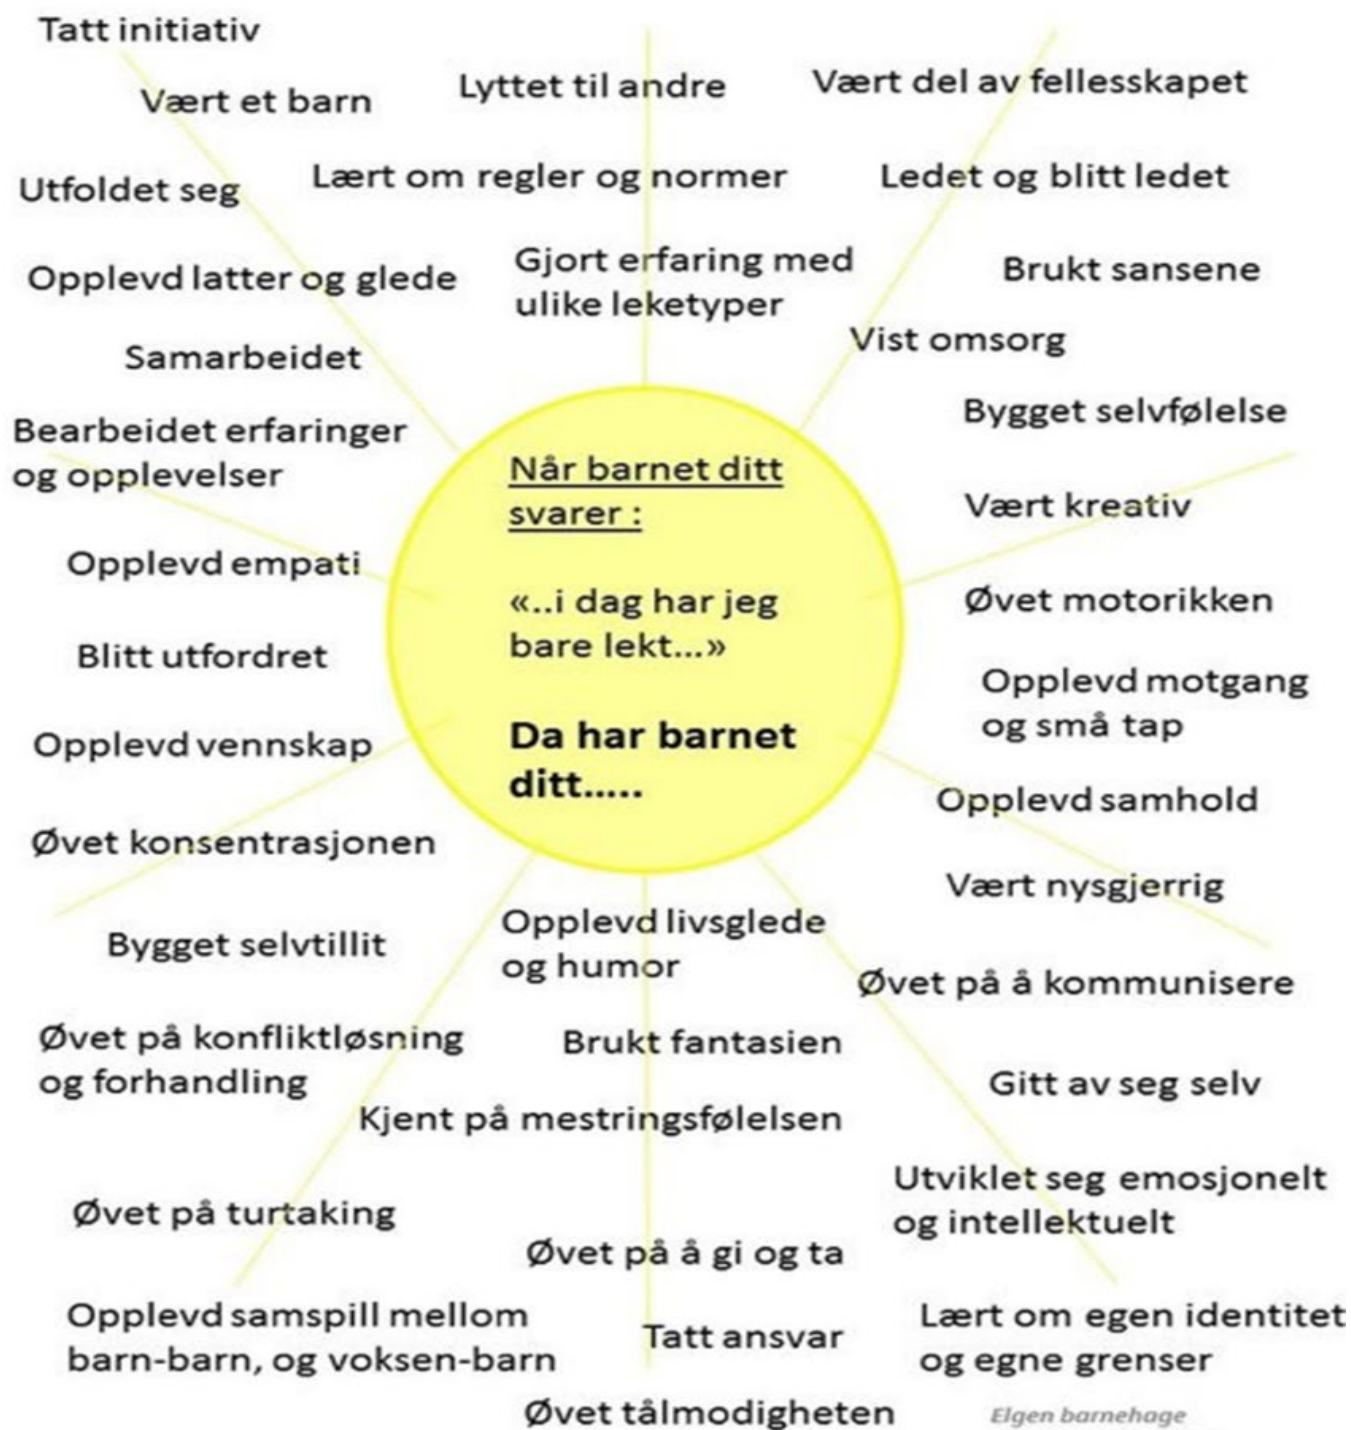 Tatt initiativ
Vært et barn
Lyttet til andre
Vært del av fellesskapet
Utfoldet seg
Lært om regler og normer
Ledet og blitt ledet
Opplevd latter og glede
Gjort erfaring med
ulike leketyper
Brukt sansene
Samarbeidet
Vist omsorg
Bearbeidet erfaringer
og opplevelser
Bygget selvfølelse
Når barnet ditt
svarer :
«..i dag har jeg
bare lekt...»
Da har barnet
ditt.....
Vært kreativ
Opplevd empati
Øvet motorikken
Blitt utfordret
Opplevd motgang
og små tap
Opplevd vennskap
Opplevd samhold
Øvet konsentrasjonen
Vært nysgjerrig
Bygget selvtillit
Opplevd livsglede
og humor
Øvet på å kommunisere
Øvet på konfliktløsning
og forhandling
Brukt fantasien
Gitt av seg selv
Kjent på mestringsfølelsen
Utviklet seg emosjonelt
og intellektuelt
Øvet på turtaking
Øvet på å gi og ta
Opplevd samspill mellom
barn-barn, og voksen-barn
Tatt ansvar
Lært om egen identitet
og egne grenser
Øvet tålmodigheten
Elgen barnehage